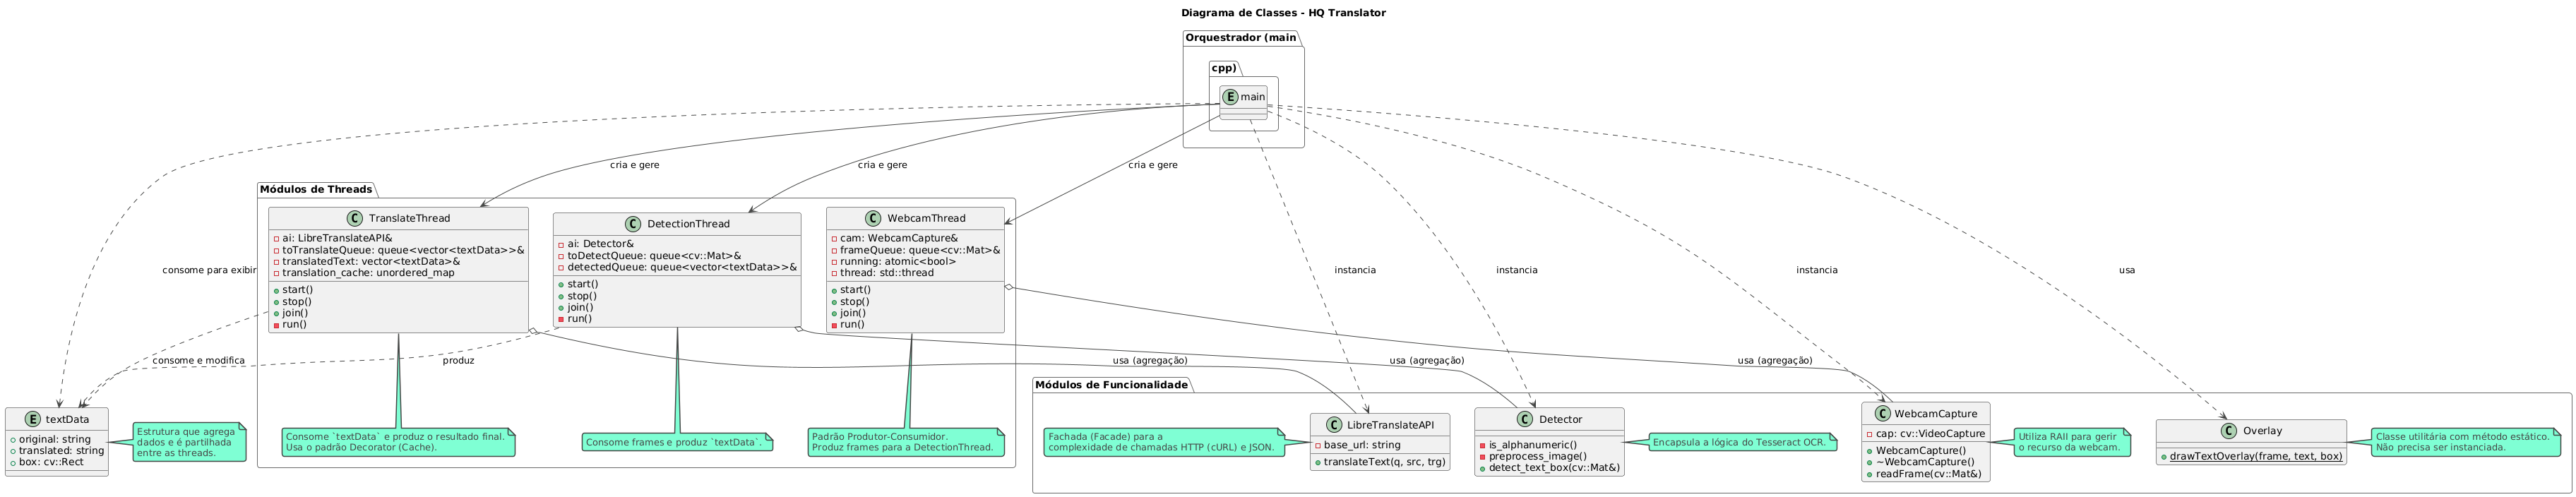 Diagrama de Classes - HQ Translator
Orquestrador (main
cpp)
E main
cria e gere
cria e gere
cria e gere
Módulos de Threads
C TranslateThread
ai: LibreTranslateAPI&
toTranslateQueue: queue<vector<textData>>&
translatedText: vector<textData>&
translation_cache: unordered_map
start()
stop()
join()
run()
C DetectionThread
ai: Detector&
toDetectQueue: queue<cv::Mat>&
detectedQueue: queue<vector<textData>>&
start()
stop()
join()
run()
C WebcamThread
cam: WebcamCapture&
frameQueue: queue<cv::Mat>&
running: atomic<bool>
thread: std::thread
start()
stop()
join()
run()
consome para exibir
instancia
instancia
instancia
usa
consome e modifica
produz
usa (agregação)
usa (agregação)
usa (agregação)
E textData
original: string
translated: string
box: cv::Rect
Estrutura que agrega
dados e é partilhada
entre as threads.
Consome `textData` e produz o resultado final.
Usa o padrão Decorator (Cache).
Consome frames e produz `textData`.
Padrão Produtor-Consumidor.
Produz frames para a DetectionThread.
Módulos de Funcionalidade
Fachada (Facade) para a
complexidade de chamadas HTTP (cURL) e JSON.
C LibreTranslateAPI
base_url: string
translateText(q, src, trg)
C Detector
is_alphanumeric()
preprocess_image()
detect_text_box(cv::Mat&)
Encapsula a lógica do Tesseract OCR.
C WebcamCapture
cap: cv::VideoCapture
WebcamCapture()
~WebcamCapture()
readFrame(cv::Mat&)
Utiliza RAII para gerir
o recurso da webcam.
C Overlay
drawTextOverlay(frame, text, box)
Classe utilitária com método estático.
Não precisa ser instanciada.